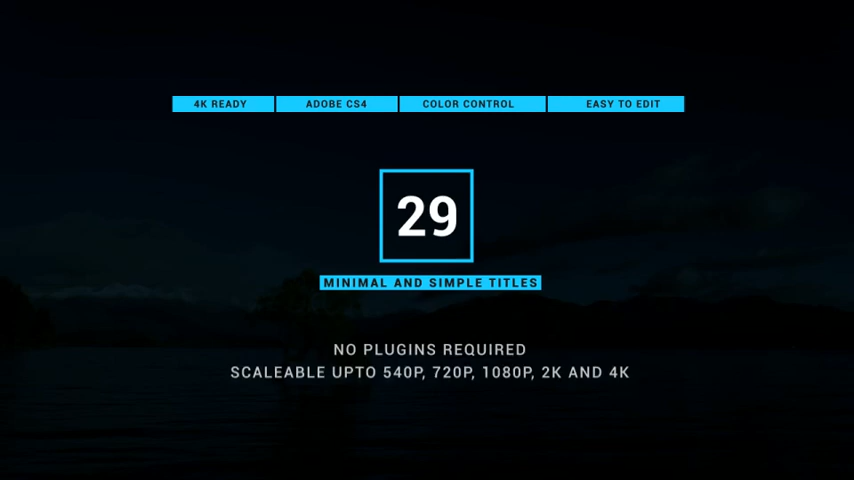 4K READY ADOBE CS4 COLOR CONTROL EASY TO EDIT
29
MINIMAL AND SIMPLE TITLES
NO PLUGINS REQUIRED
SCALEABLE UPTO 540P, 720P, 1080P, 2K AND 4K